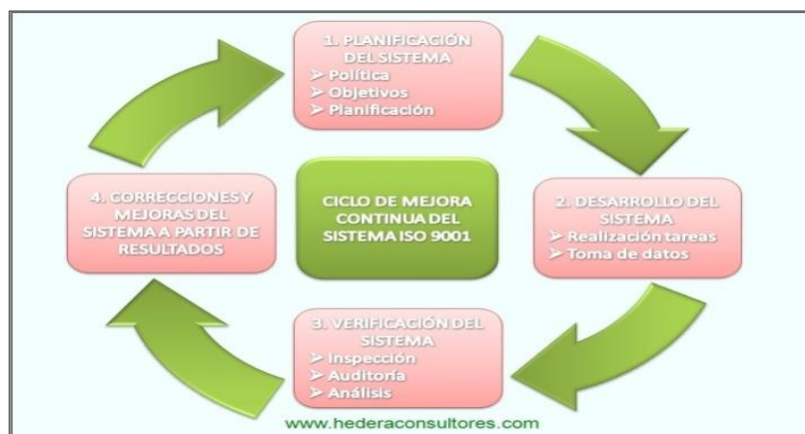 1. PLANIFICACIÓN
DEL SISTEMA
➢ Política
➢ Objetivos
➢ Planificación
2. DESARROLLO DEL
SISTEMA
➢ Realización tareas
➢ Toma de datos
3. VERIFICACIÓN DEL
SISTEMA
➢ Inspección
➢ Auditoría
➢ Análisis
4. CORRECCIONES Y
MEJORAS DEL
SISTEMA A PARTIR DE
RESULTADOS
CICLO DE MEJORA
CONTINUA DEL
SISTEMA ISO 9001
www.hederaconsultores.com